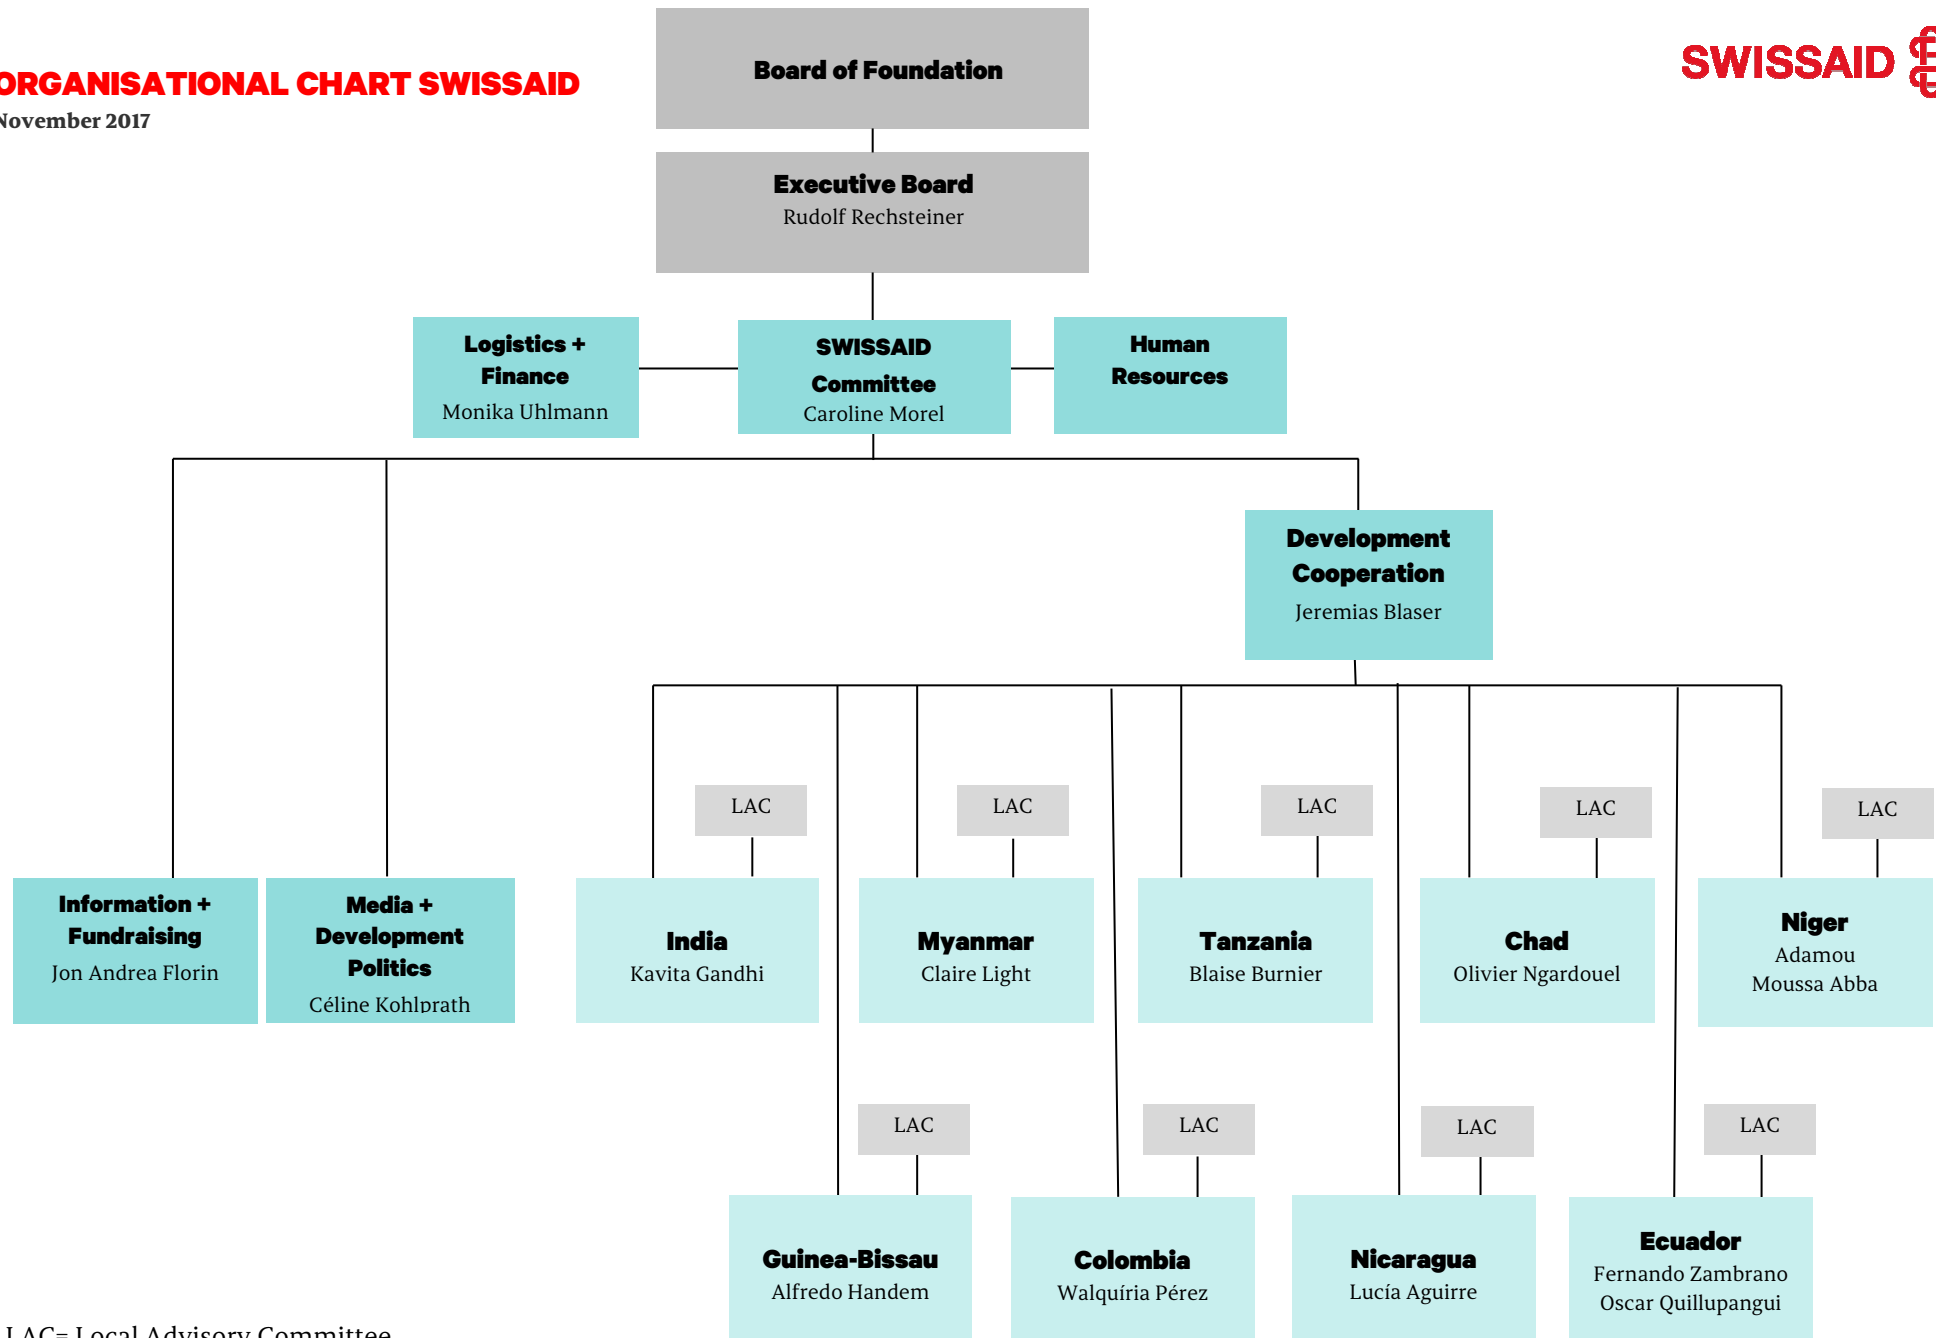 ORGANISATIONAL CHART SWISSAID
November 2017
SWISSAID
Board of Foundation
Executive Board
Rudolf Rechsteiner
Logistics +
Finance
Monika Uhlmann
SWISSAID
Committee
Caroline Morel
Human
Resources
Development
Cooperation
Jeremias Blaser
LAC
LAC
LAC
LAC
LAC
Information +
Fundraising
Jon Andrea Florin
Media +
Development
Politics
Céline Kohlprath
India
Kavita Gandhi
Myanmar
Claire Light
Tanzania
Blaise Burnier
Chad
Olivier Ngardouel
Niger
Adamou
Moussa Abba
LAC
LAC
LAC
LAC
Guinea-Bissau
Alfredo Handem
Colombia
Walquíria Pérez
Nicaragua
Lucía Aguirre
Ecuador
Fernando Zambrano
Oscar Quillupangui
LAC= Local Advisory Committee